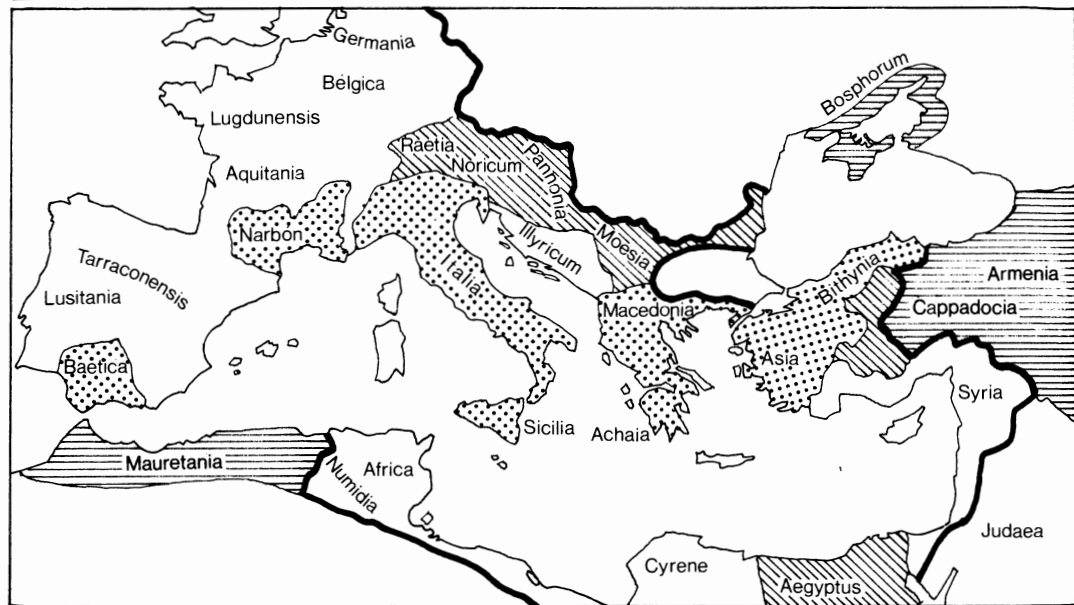 Germania
Bélgica
Lugdunensis
Aquitania
Narbon
Tarraconensis
Lusitania
Baetica
Raetia
Noricum
Pannonia
Illyricum
Moesia
Italia
Macedonia
Sicilia
Achaia
Bosphorum
Bithynia
Asia
Armenia
Cappadocia
Syria
Judaea
Mauretania
Numidia
Africa
Cyrene
Aegyptus